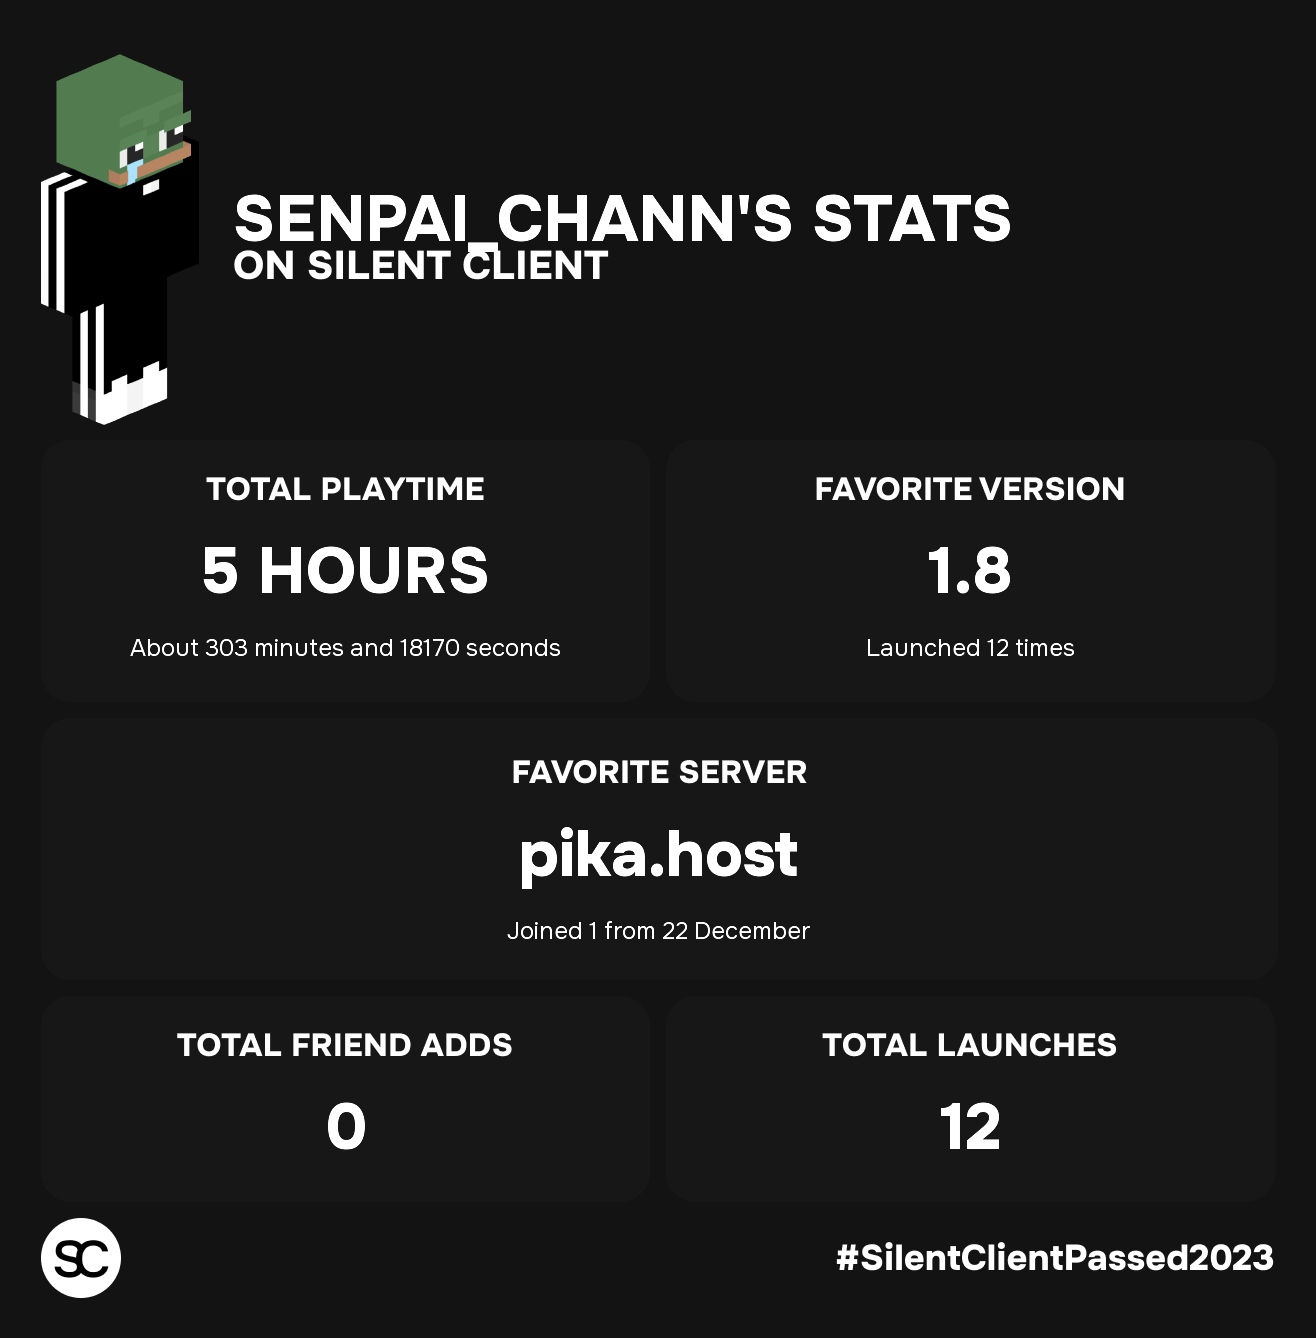 SENPAI_CHANN'S STATS
ON SILENT CLIENT
TOTAL PLAYTIME
5 HOURS
About 303 minutes and 18170 seconds
FAVORITE VERSION
1.8
Launched 12 times
FAVORITE SERVER
pika.host
Joined 1 from 22 December
TOTAL FRIEND ADDS
0
TOTAL LAUNCHES
12
SC
#SilentClientPassed2023